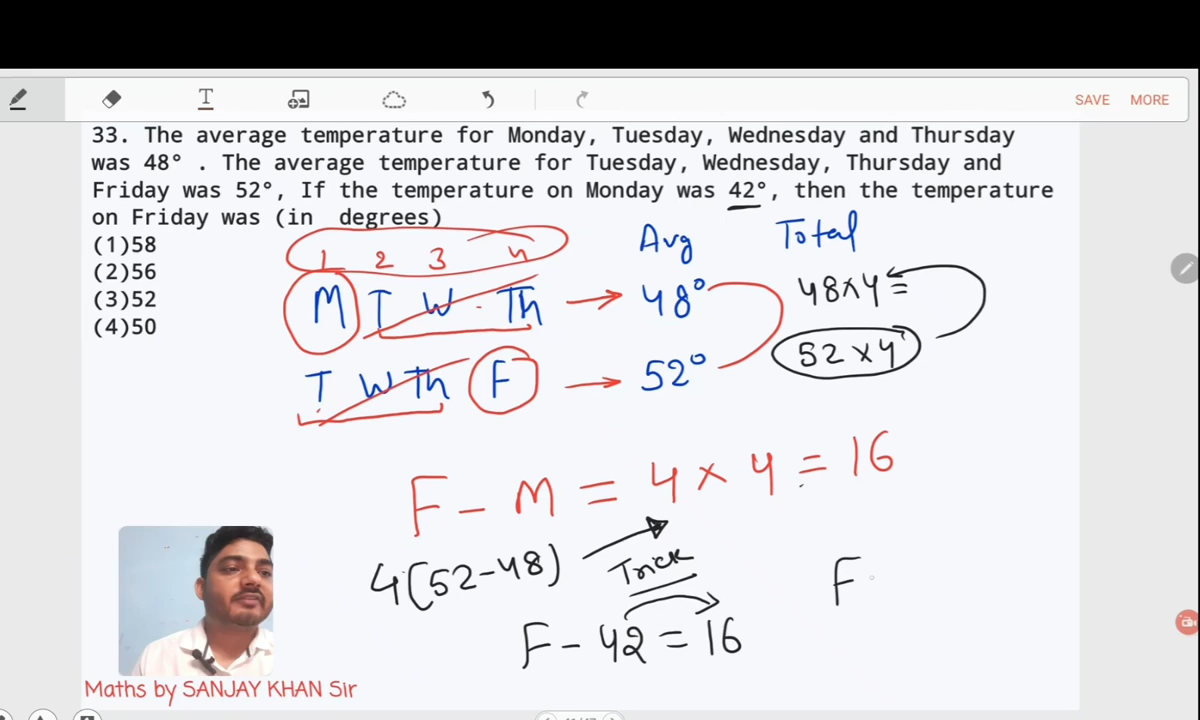 SAVE MORE
33. The average temperature for Monday, Tuesday, Wednesday and Thursday
was 48° . The average temperature for Tuesday, Wednesday, Thursday and
Friday was 52°, If the temperature on Monday was 42°, then the temperature
on Friday was (in degrees)
(1)58
(2)56
(3)52
(4)50
Avg Total
1 2 3 4
M T W Th → 48° 48×4=
T W Th F → 52° 52×4
F - M = 4 × 4 = 16
4(52-48) Trick
F - 42 = 16
F
Maths by SANJAY KHAN Sir